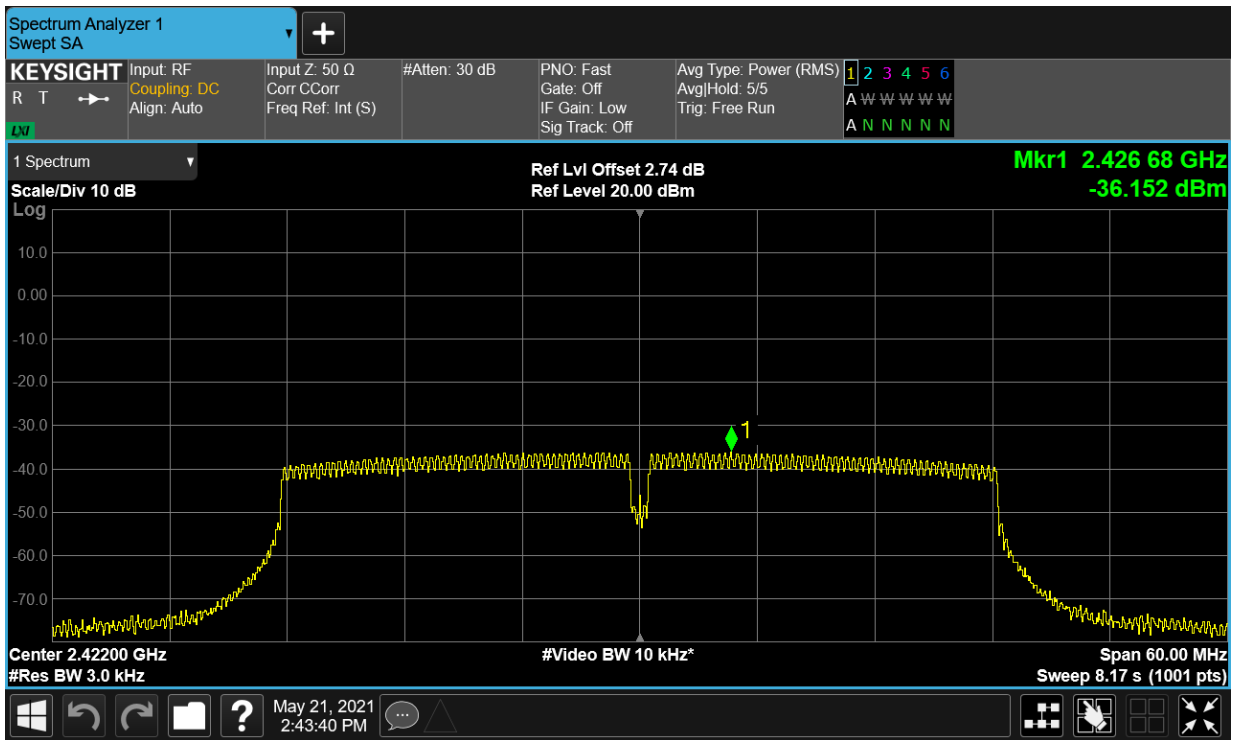 Spectrum Analyzer 1
Swept SA
KEYSIGHT
R T
LXI
Input: RF
Coupling: DC
Align: Auto
Input Z: 50 Ω
Corr CCorr
Freq Ref: Int (S)
#Atten: 30 dB
PNO: Fast
Gate: Off
IF Gain: Low
Sig Track: Off
Avg Type: Power (RMS)
Avg|Hold: 5/5
Trig: Free Run
1 2 3 4 5 6
A W W W W W
A N N N N N
1 Spectrum
Scale/Div 10 dB
Ref Lvl Offset 2.74 dB
Ref Level 20.00 dBm
Mkr1 2.426 68 GHz
-36.152 dBm
Log
10.0
0.00
-10.0
-20.0
-30.0
1
-40.0
-50.0
-60.0
-70.0
Center 2.42200 GHz
#Res BW 3.0 kHz
#Video BW 10 kHz*
Span 60.00 MHz
Sweep 8.17 s (1001 pts)
?
May 21, 2021
2:43:40 PM